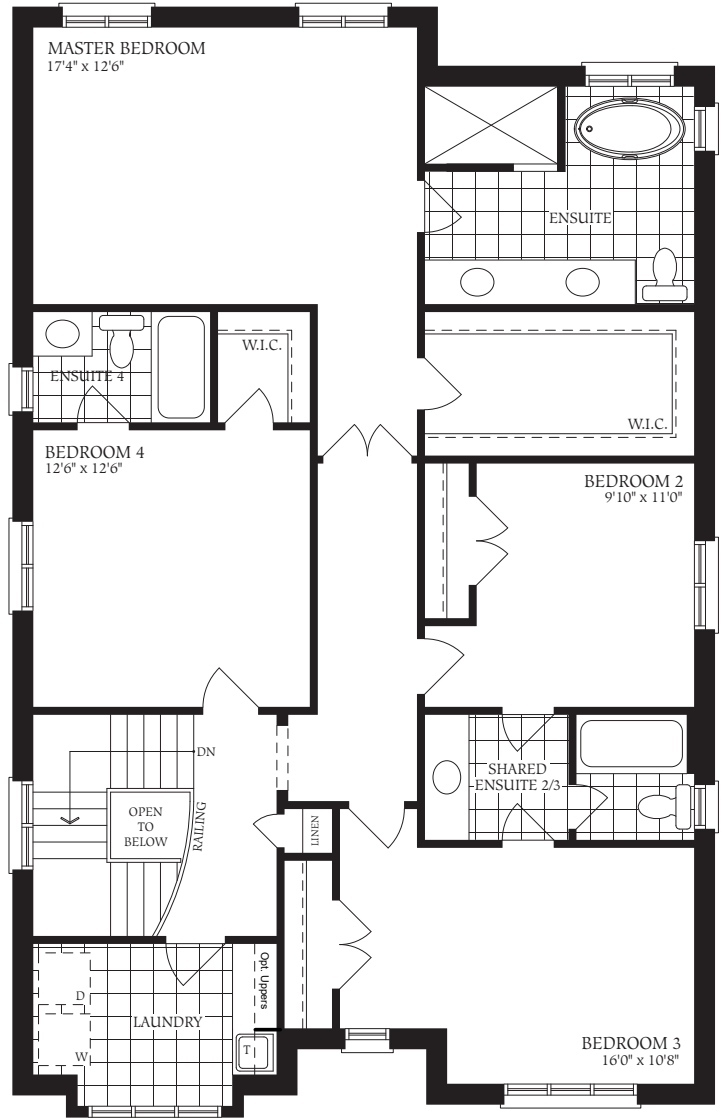 MASTER BEDROOM
17'4" x 12'6"
ENSUITE
ENSUITE 4
W.I.C.
W.I.C.
BEDROOM 4
12'6" x 12'6"
BEDROOM 2
9'10" x 11'0"
DN
SHARED
ENSUITE 2/3
OPEN
TO
BELOW
RAILING
LINEN
Opt. Uppers
D
LAUNDRY
W
T
BEDROOM 3
16'0" x 10'8"